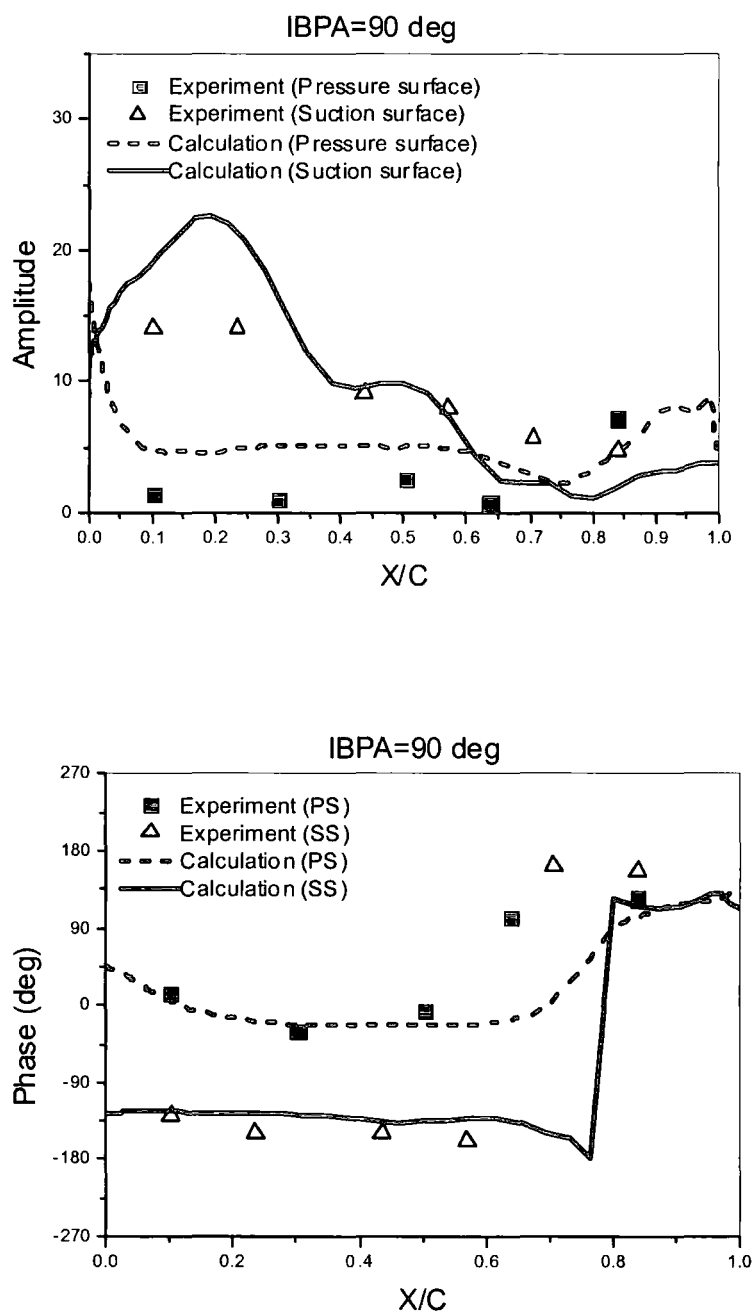 IBPA=90 deg
Experiment (Pressure surface)
Experiment (Suction surface)
Calculation (Pressure surface)
Calculation (Suction surface)
Amplitude
30
20
10
0
0.0 0.1 0.2 0.3 0.4 0.5 0.6 0.7 0.8 0.9 1.0
X/C
IBPA=90 deg
Experiment (PS)
Experiment (SS)
Calculation (PS)
Calculation (SS)
Phase (deg)
270
180
90
0
-90
-180
-270
0.0 0.2 0.4 0.6 0.8 1.0
X/C